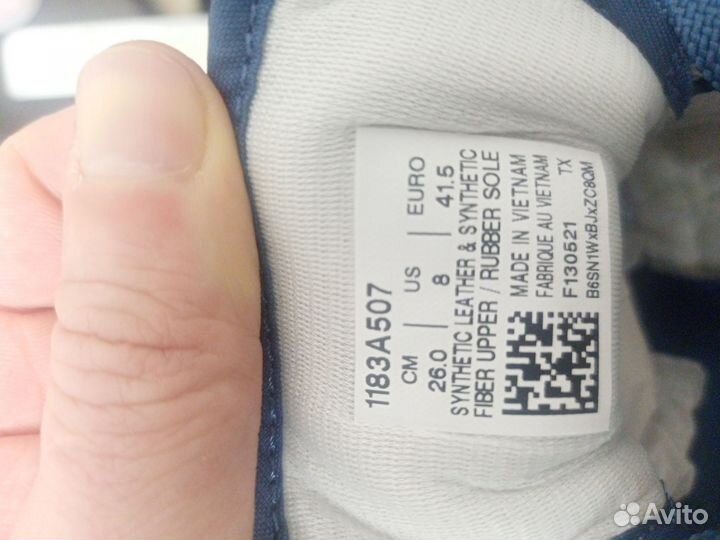 1183A507
CM | US | EURO
26.0 | 8 | 41.5
SYNTHETIC LEATHER & SYNTHETIC
FIBER UPPER / RUBBER SOLE
MADE IN VIETNAM
FABRIQUE AU VIETNAM
F130521 TX
B6SN1WxBJxZC8QM
Avito